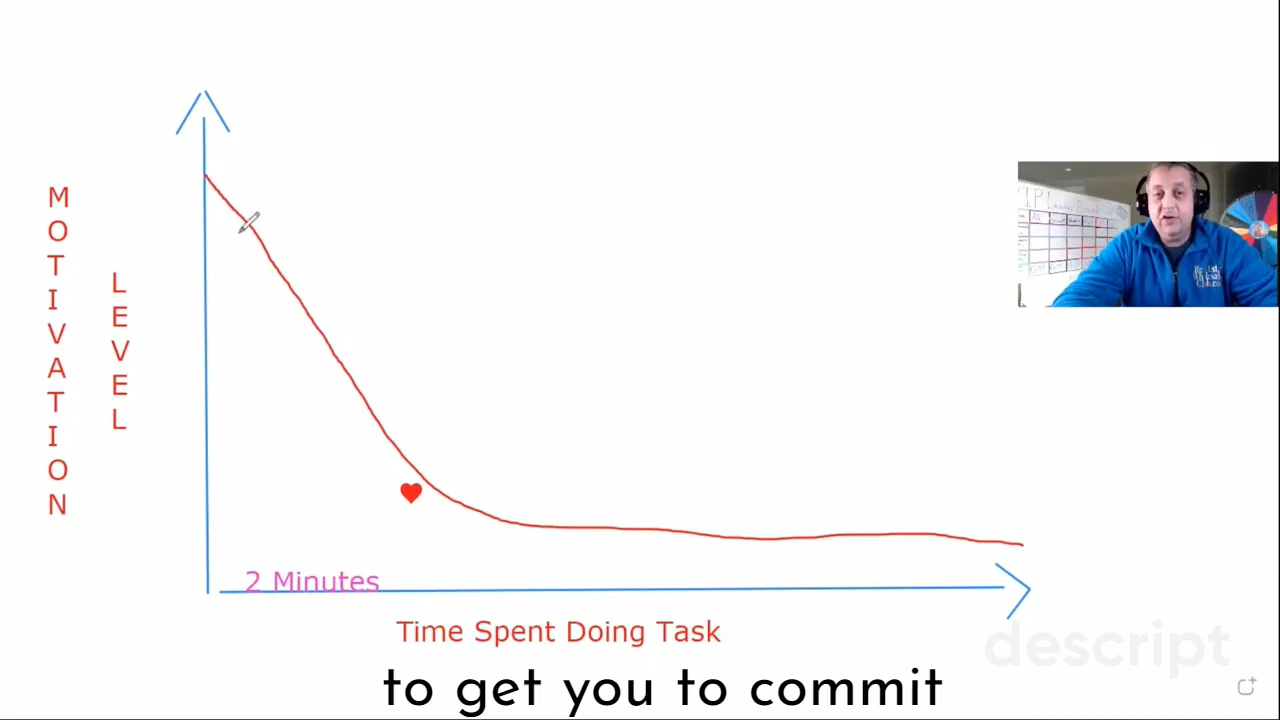 MOTIVATION
LEVEL
2 Minutes
Time Spent Doing Task
to get you to commit
descript